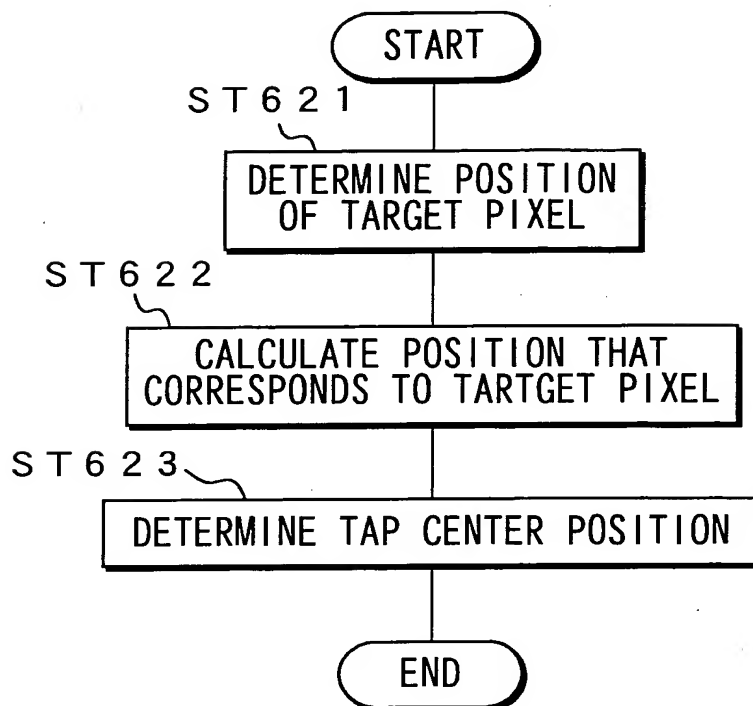 START
ST621
DETERMINE POSITION
OF TARGET PIXEL
ST622
CALCULATE POSITION THAT
CORRESPONDS TO TARTGET PIXEL
ST623
DETERMINE TAP CENTER POSITION
END